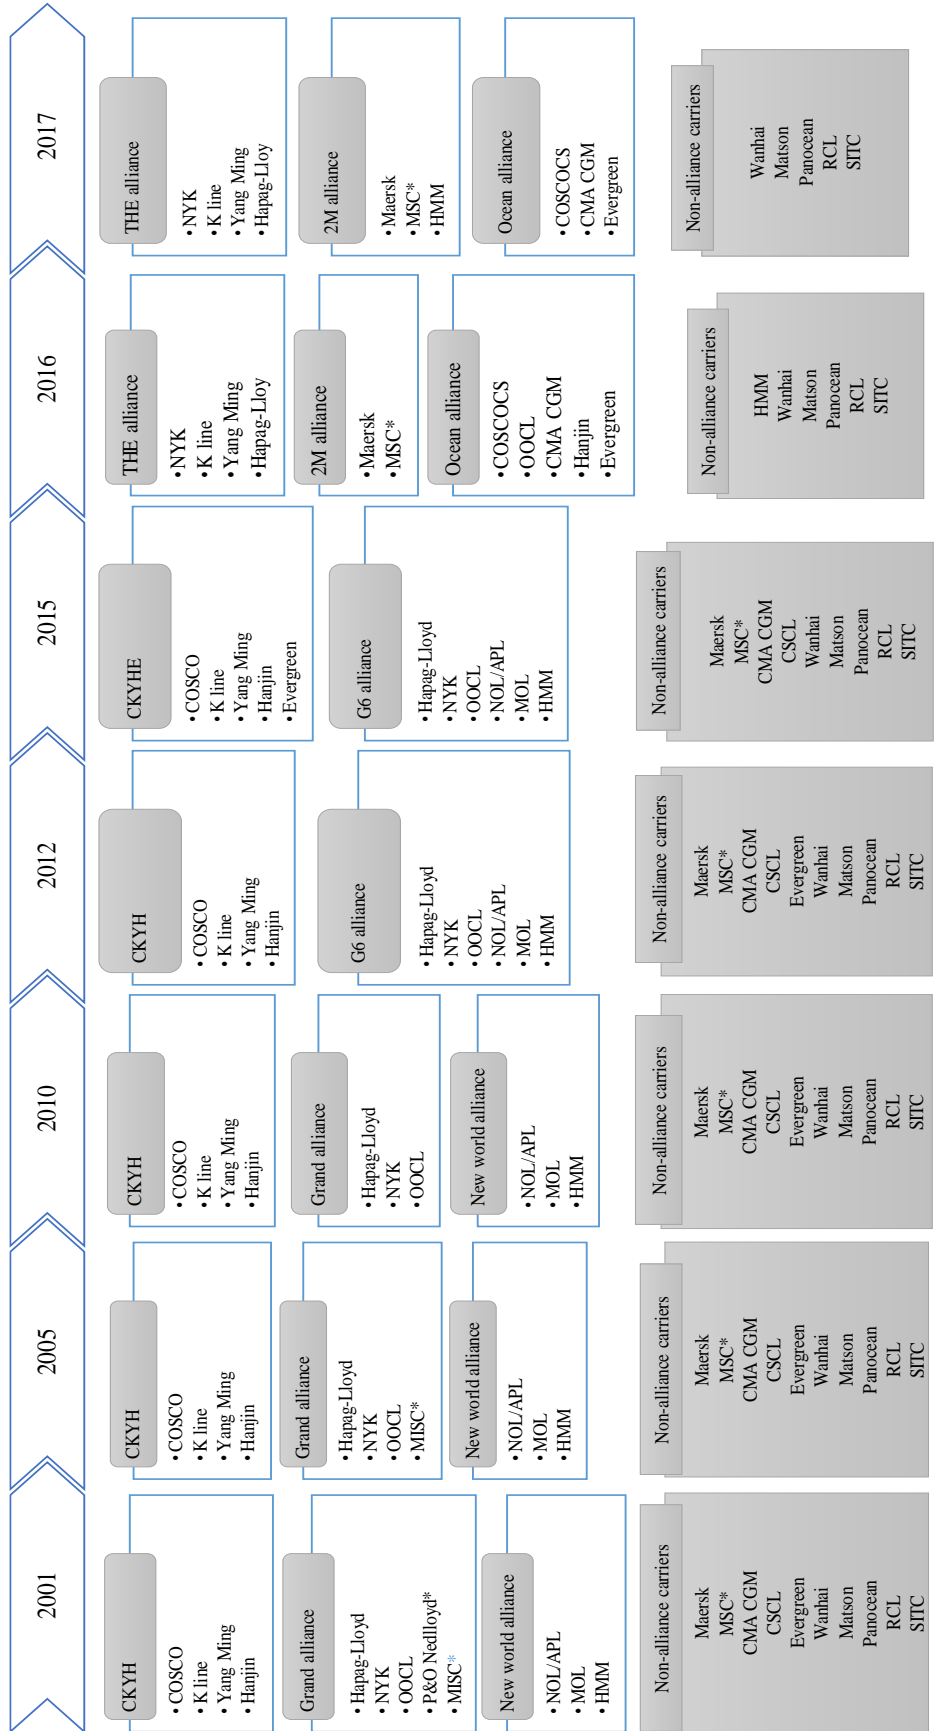 2001
CKYH
•COSCO
•K line
•Yang Ming
•Hanjin
Grand alliance
•Hapag-Lloyd
•NYK
•OOCL
•P&O Nedlloyd*
•MISC*
New world alliance
•NOL/APL
•MOL
•HMM
Non-alliance carriers
Maersk
MSC*
CMA CGM
CSCL
Evergreen
Wanhai
Matson
Panocean
RCL
SITC
2005
CKYH
•COSCO
•K line
•Yang Ming
•Hanjin
Grand alliance
•Hapag-Lloyd
•NYK
•OOCL
•MISC*
New world alliance
•NOL/APL
•MOL
•HMM
Non-alliance carriers
Maersk
MSC*
CMA CGM
CSCL
Evergreen
Wanhai
Matson
Panocean
RCL
SITC
2010
CKYH
•COSCO
•K line
•Yang Ming
•Hanjin
Grand alliance
•Hapag-Lloyd
•NYK
•OOCL
New world alliance
•NOL/APL
•MOL
•HMM
Non-alliance carriers
Maersk
MSC*
CMA CGM
CSCL
Evergreen
Wanhai
Matson
Panocean
RCL
SITC
2012
CKYH
•COSCO
•K line
•Yang Ming
•Hanjin
G6 alliance
•Hapag-Lloyd
•NYK
•OOCL
•NOL/APL
•MOL
•HMM
Non-alliance carriers
Maersk
MSC*
CMA CGM
CSCL
Evergreen
Wanhai
Matson
Panocean
RCL
SITC
2015
CKYHE
•COSCO
•K line
•Yang Ming
•Hanjin
•Evergreen
G6 alliance
•Hapag-Lloyd
•NYK
•OOCL
•NOL/APL
•MOL
•HMM
Non-alliance carriers
Maersk
MSC*
CMA CGM
CSCL
Wanhai
Matson
Panocean
RCL
SITC
2016
THE alliance
•NYK
•K line
•Yang Ming
•Hapag-Lloy
2M alliance
•Maersk
•MSC*
Ocean alliance
•COSCOCS
•OOCL
•CMA CGM
•Hanjin
•Evergreen
Non-alliance carriers
HMM
Wanhai
Matson
Panocean
RCL
SITC
2017
THE alliance
•NYK
•K line
•Yang Ming
•Hapag-Lloy
2M alliance
•Maersk
•MSC*
•HMM
Ocean alliance
•COSCOCS
•CMA CGM
•Evergreen
Non-alliance carriers
Wanhai
Matson
Panocean
RCL
SITC